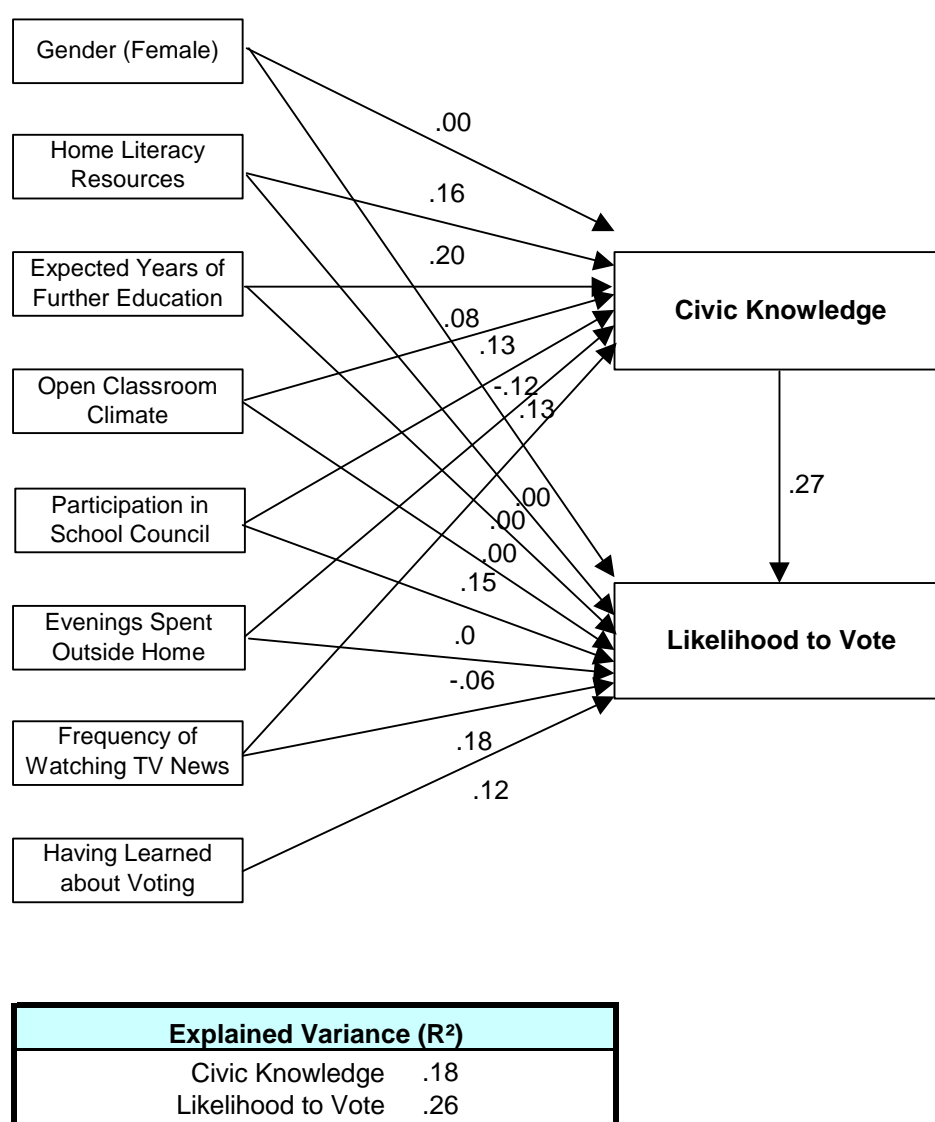 Gender (Female)
.00
Home Literacy
Resources
.16
.20
Expected Years of
Further Education
Civic Knowledge
.08
.13
Open Classroom
Climate
-.12
.13
.27
Participation in
School Council
.00
.00
.00
.15
Evenings Spent
Outside Home
.0
Likelihood to Vote
-.06
Frequency of
Watching TV News
.18
.12
Having Learned
about Voting
Explained Variance (R²)
Civic Knowledge .18
Likelihood to Vote .26